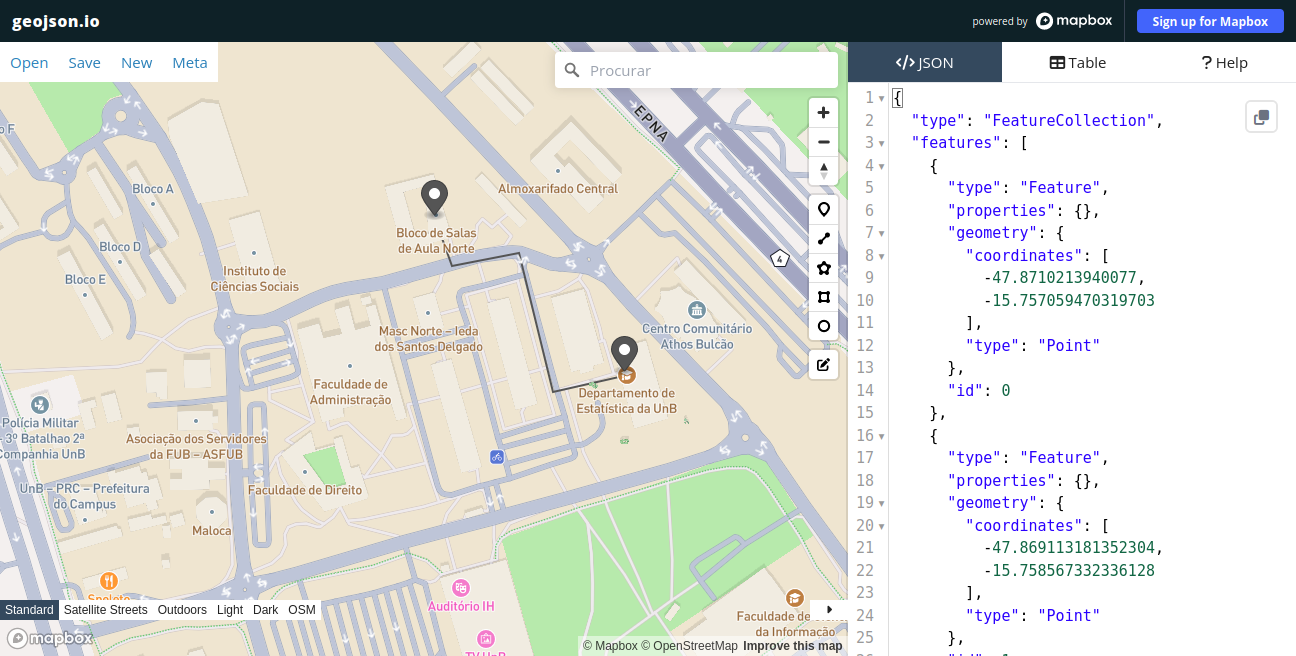 geojson.io
powered by mapbox
Sign up for Mapbox
Open Save New Meta
Procurar
</> JSON
Table
? Help
EPNA
4
Bloco A
Bloco D
Bloco E
Almoxarifado Central
Bloco de Salas
de Aula Norte
Instituto de
Ciências Sociais
Masc Norte – Ieda
dos Santos Delgado
Centro Comunitário
Athos Bulcão
Faculdade de
Administração
Departamento de
Estatística da UnB
Polícia Militar
- 3º Batalhao 2ª
Companhia UnB
Asociação dos Servidores
da FUB – ASFUB
UnB – PRC – Prefeitura
do Campus
Faculdade de Direito
Maloca
Auditório IH
da Informação
Standard Satellite Streets Outdoors Light Dark OSM
mapbox
© Mapbox © OpenStreetMap Improve this map
1 {
2 "type": "FeatureCollection",
3 "features": [
4 {
5 "type": "Feature",
6 "properties": {},
7 "geometry": {
8 "coordinates": [
9 -47.8710213940077,
10 -15.757059470319703
11 ],
12 "type": "Point"
13 },
14 "id": 0
15 },
16 {
17 "type": "Feature",
18 "properties": {},
19 "geometry": {
20 "coordinates": [
21 -47.869113181352304,
22 -15.758567332336128
23 ],
24 "type": "Point"
25 },